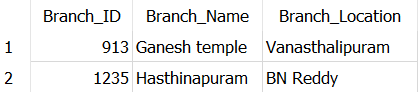 Branch_ID Branch_Name Branch_Location
1 913 Ganesh temple Vanasthalipuram
2 1235 Hasthinapuram BN Reddy